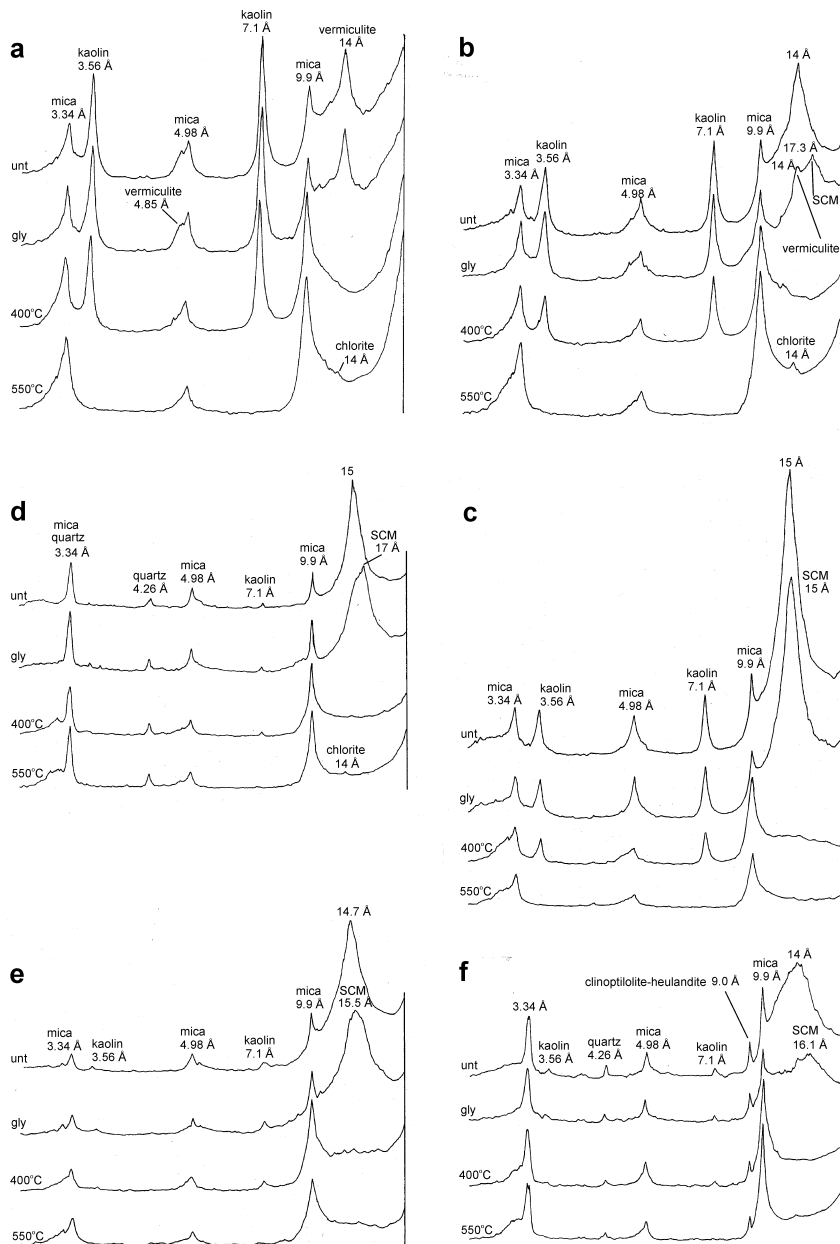 a
kaolin
3.56 Å
mica
3.34 Å
mica
4.98 Å
kaolin
7.1 Å
mica
9.9 Å
vermiculite
14 Å
unt
vermiculite
4.85 Å
gly
400°C
chlorite
14 Å
550°C
b
14 Å
kaolin
3.56 Å
mica
3.34 Å
mica
4.98 Å
kaolin
7.1 Å
mica
9.9 Å
17.3 Å
14 Å
SCM
unt
vermiculite
gly
400°C
chlorite
14 Å
550°C
d
mica
quartz
3.34 Å
quartz
4.26 Å
mica
4.98 Å
kaolin
7.1 Å
mica
9.9 Å
15
SCM
17 Å
unt
gly
400°C
chlorite
14 Å
550°C
c
15 Å
SCM
15 Å
mica
3.34 Å
kaolin
3.56 Å
mica
4.98 Å
kaolin
7.1 Å
mica
9.9 Å
unt
gly
400°C
550°C
e
14.7 Å
mica
9.9 Å
SCM
15.5 Å
mica
3.34 Å
kaolin
3.56 Å
mica
4.98 Å
kaolin
7.1 Å
unt
gly
400°C
550°C
f
14 Å
mica
9.9 Å
clinoptilolite-heulandite 9.0 Å
3.34 Å
kaolin
3.56 Å
quartz
4.26 Å
mica
4.98 Å
kaolin
7.1 Å
SCM
16.1 Å
unt
gly
400°C
550°C